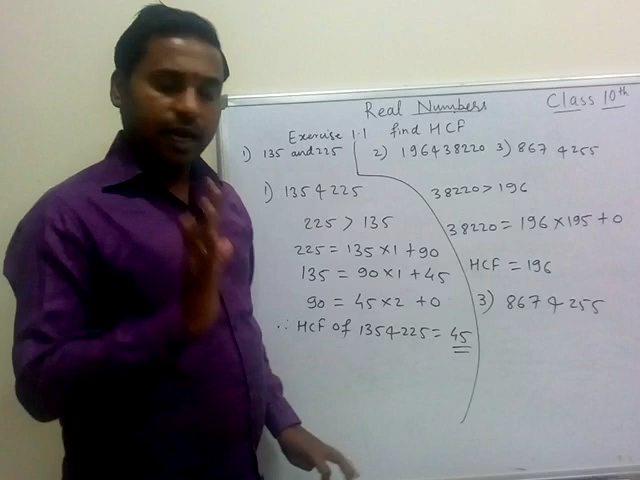 Real Numbers Class 10th
Exercise 1.1 find HCF
1) 135 and 225 2) 196 & 38220 3) 867 & 255
1) 135 & 225
225 > 135
225 = 135 × 1 + 90
135 = 90 × 1 + 45
90 = 45 × 2 + 0
∴ HCF of 135 & 225 = 45
38220 > 196
38220 = 196 × 195 + 0
HCF = 196
3) 867 & 255